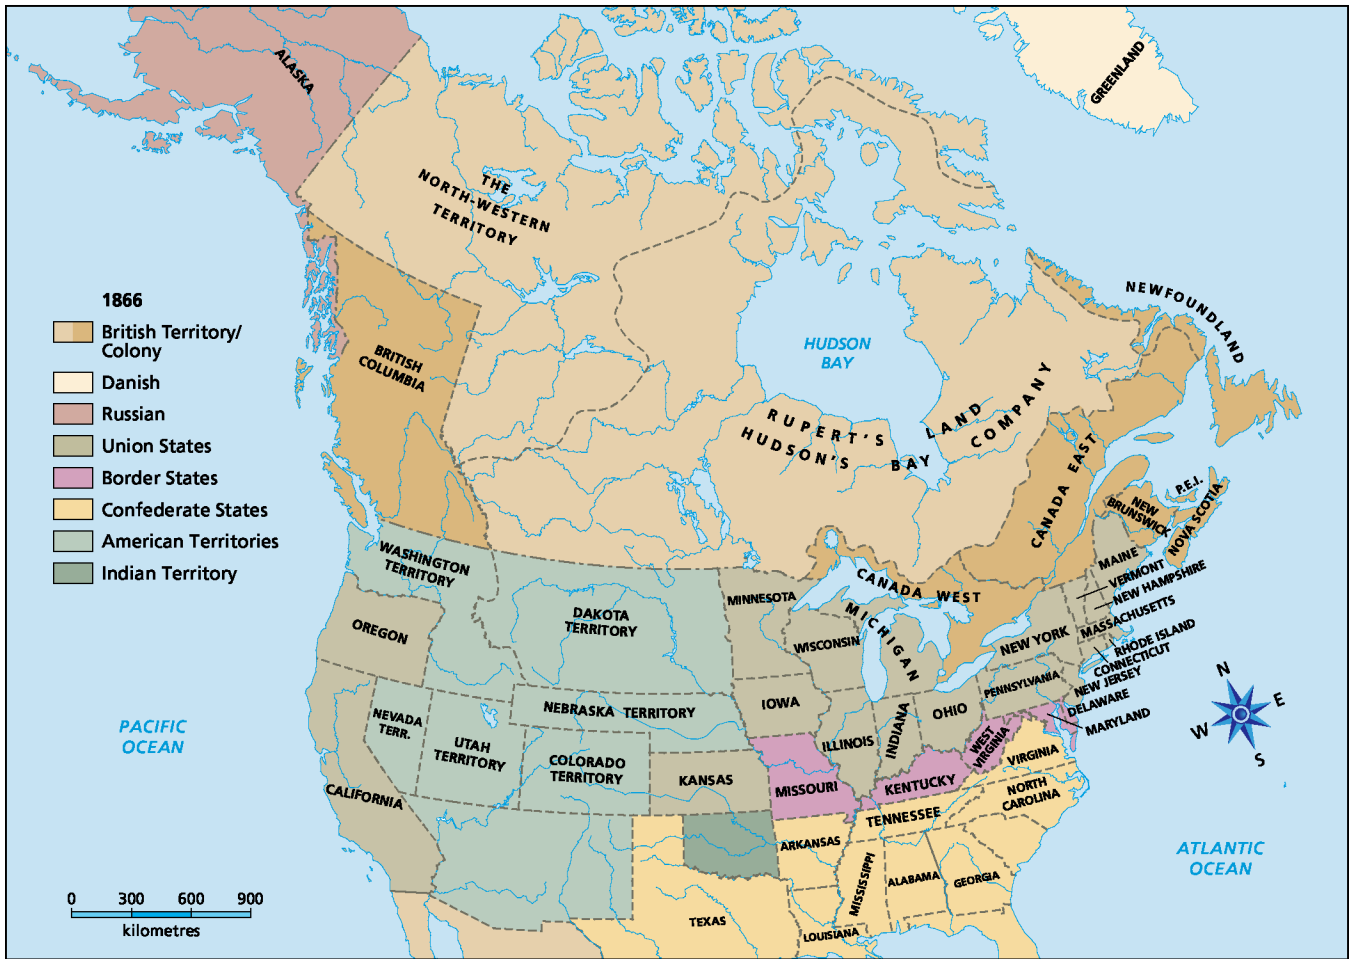 ALASKA
GREENLAND
THE
NORTH-WESTERN
TERRITORY
NEWFOUNDLAND
1866
British Territory/
Colony
Danish
Russian
Union States
Border States
Confederate States
American Territories
Indian Territory
BRITISH
COLUMBIA
HUDSON
BAY
RUPERT'S LAND
HUDSON'S BAY COMPANY
CANADA EAST
P.E.I.
NEW
BRUNSWICK
NOVA SCOTIA
CANADA WEST
MAINE
VERMONT
NEW HAMPSHIRE
MASSACHUSETTS
RHODE ISLAND
CONNECTICUT
NEW JERSEY
DELAWARE
MARYLAND
WASHINGTON
TERRITORY
DAKOTA
TERRITORY
MINNESOTA
WISCONSIN
MICHIGAN
NEW YORK
PENNSYLVANIA
OREGON
IOWA
NEBRASKA TERRITORY
NEVADA
TERR.
UTAH
TERRITORY
COLORADO
TERRITORY
KANSAS
ILLINOIS
INDIANA
OHIO
WEST
VIRGINIA
VIRGINIA
MISSOURI
KENTUCKY
CALIFORNIA
NORTH
CAROLINA
TENNESSEE
ARKANSAS
MISSISSIPPI
ALABAMA
GEORGIA
TEXAS
LOUISIANA
PACIFIC
OCEAN
ATLANTIC
OCEAN
N
E
W
S
0 300 600 900
kilometres